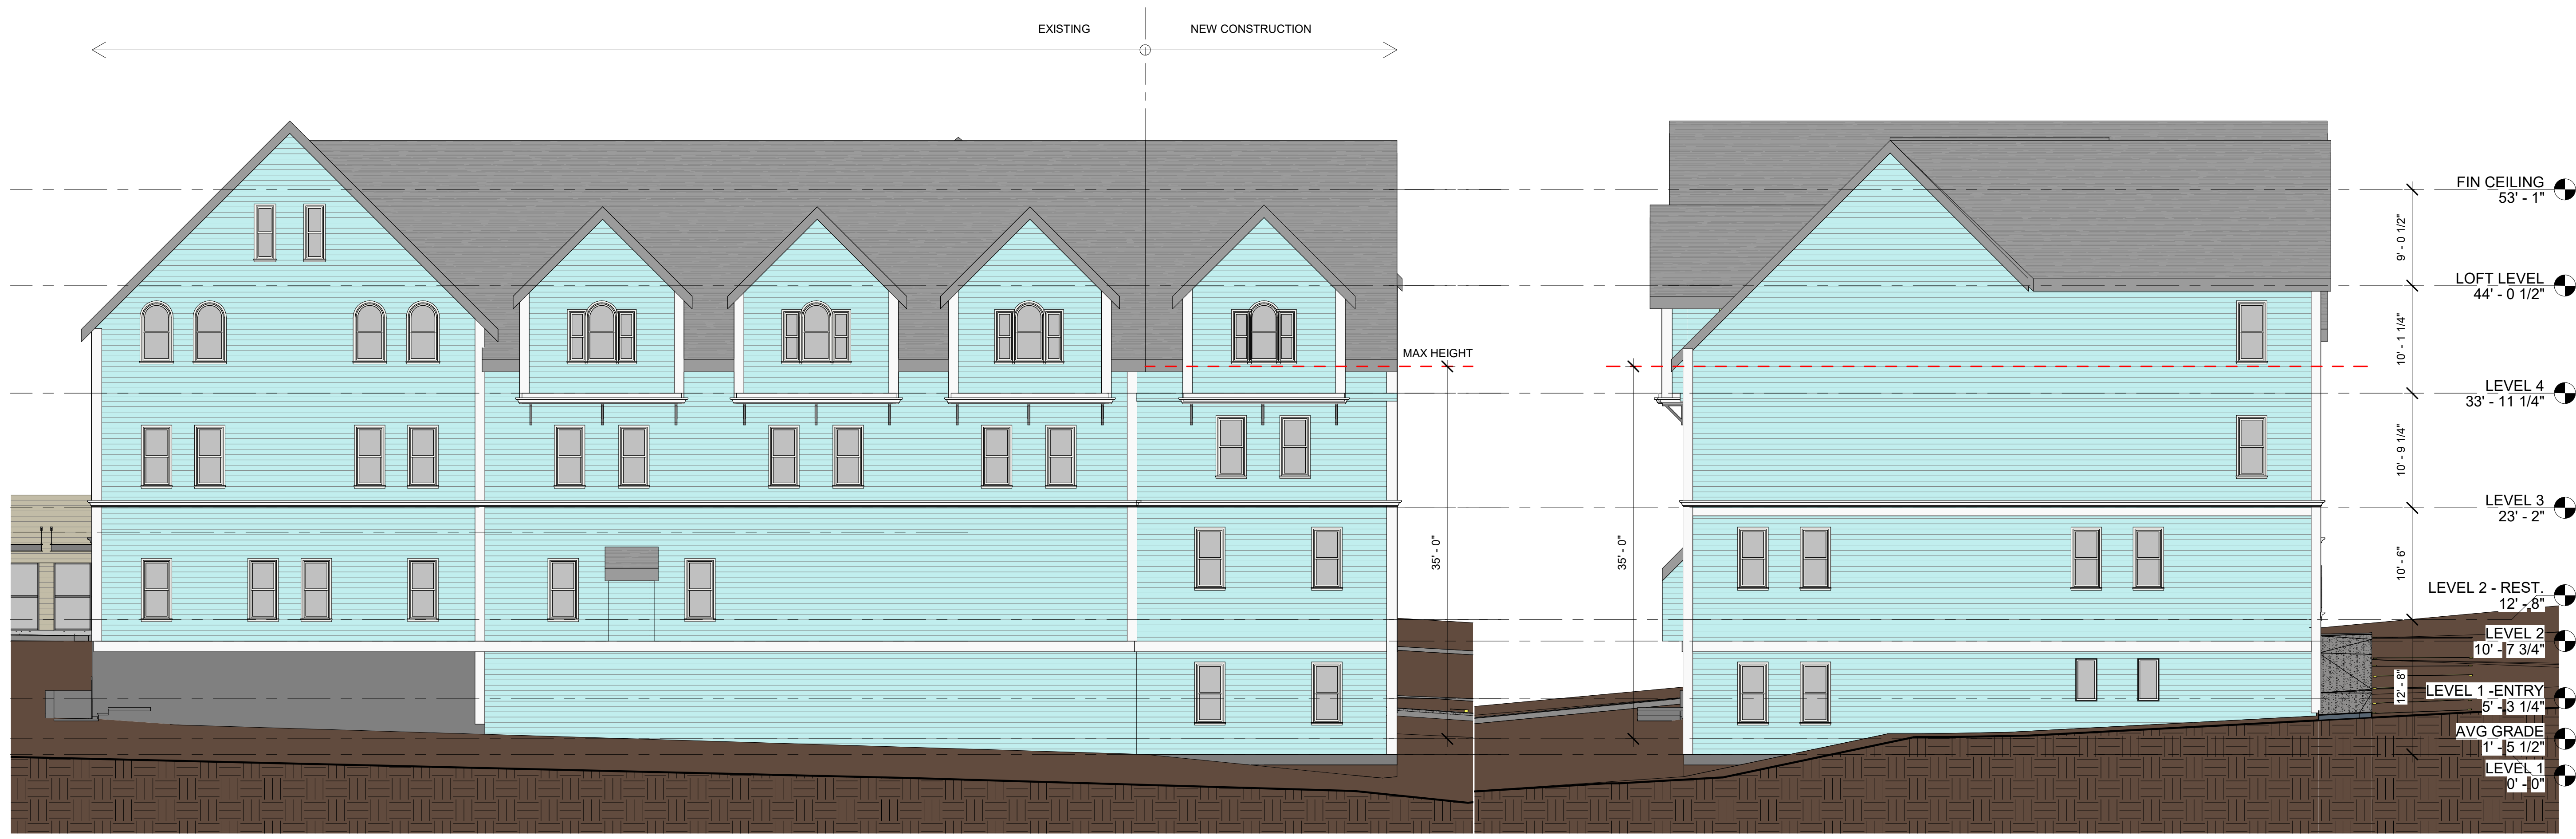 EXISTING
NEW CONSTRUCTION
MAX HEIGHT
35' - 0"
35' - 0"
9' - 0 1/2"
10' - 1 1/4"
10' - 9 1/4"
10' - 6"
12' - 8"
FIN CEILING
53' - 1"
LOFT LEVEL
44' - 0 1/2"
LEVEL 4
33' - 11 1/4"
LEVEL 3
23' - 2"
LEVEL 2 - REST.
12' - 8"
LEVEL 2
10' - 7 3/4"
LEVEL 1 -ENTRY
5' - 3 1/4"
AVG GRADE
1' - 5 1/2"
LEVEL 1
0' - 0"